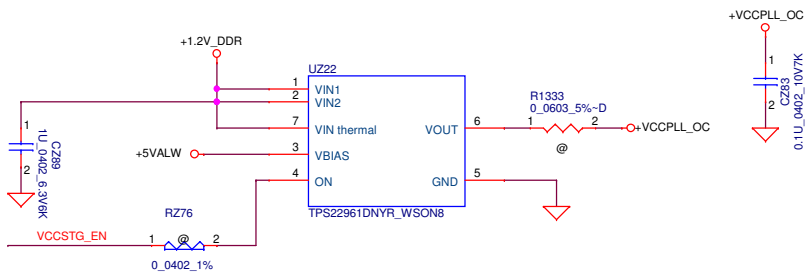 +VCCPLL_OC
+1.2V_DDR
UZ22
1
VIN1
2
VIN2
7
VIN thermal
VOUT
6
3
VBIAS
4
ON
GND
5
TPS22961DNYR_WSON8
+5VALW
R1333
0_0603_5%~D
1
2
@
+VCCPLL_OC
1
2
CZ83
0.1U_0402_10V7K
1
2
CZ89
1U_0402_6.3V6K
RZ76
VCCSTG_EN
1
@
2
0_0402_1%